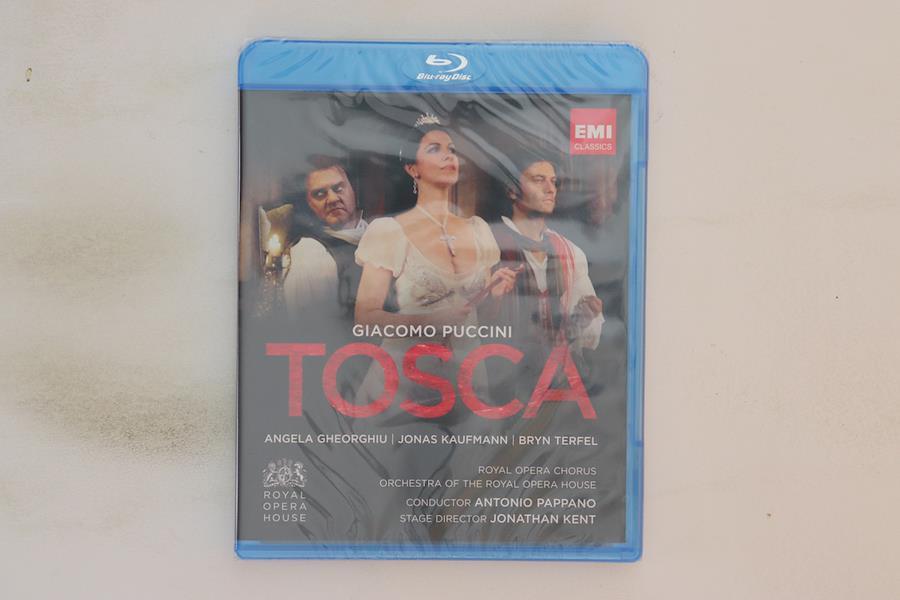 Blu-ray Disc
EMI
CLASSICS
GIACOMO PUCCINI
TOSCA
ANGELA GHEORGHIU | JONAS KAUFMANN | BRYN TERFEL
ROYAL OPERA CHORUS
ORCHESTRA OF THE ROYAL OPERA HOUSE
CONDUCTOR ANTONIO PAPPANO
STAGE DIRECTOR JONATHAN KENT
ROYAL
OPERA
HOUSE